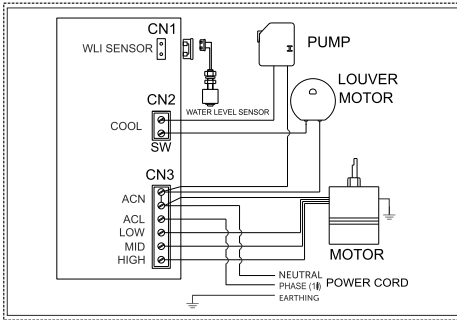 CN1
WLI SENSOR
PUMP
LOUVER
MOTOR
CN2
WATER LEVEL SENSOR
COOL
SW
CN3
ACN
ACL
LOW
MID
HIGH
MOTOR
NEUTRAL
PHASE (1ϕ) POWER CORD
EARTHING